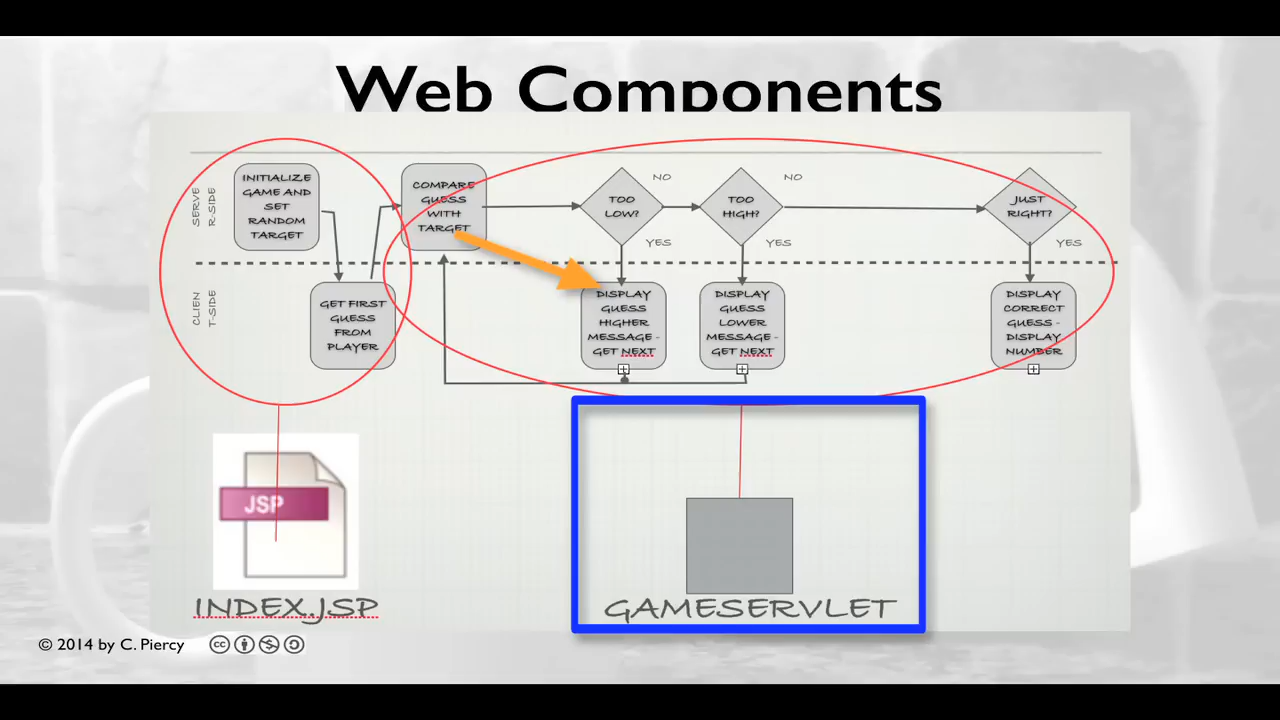 Web Components
SERVE
R-SIDE
INITIALIZE
GAME AND
SET
RANDOM
TARGET
COMPARE
GUESS
WITH
TARGET
TOO
LOW?
NO
YES
TOO
HIGH?
NO
YES
JUST
RIGHT?
YES
CLIEN
T-SIDE
GET FIRST
GUESS
FROM
PLAYER
DISPLAY
GUESS
HIGHER
MESSAGE -
GET NEXT
DISPLAY
GUESS
LOWER
MESSAGE -
GET NEXT
DISPLAY
CORRECT
GUESS -
DISPLAY
NUMBER
JSP
INDEX.JSP
GAMESERVLET
© 2014 by C. Piercy
cc